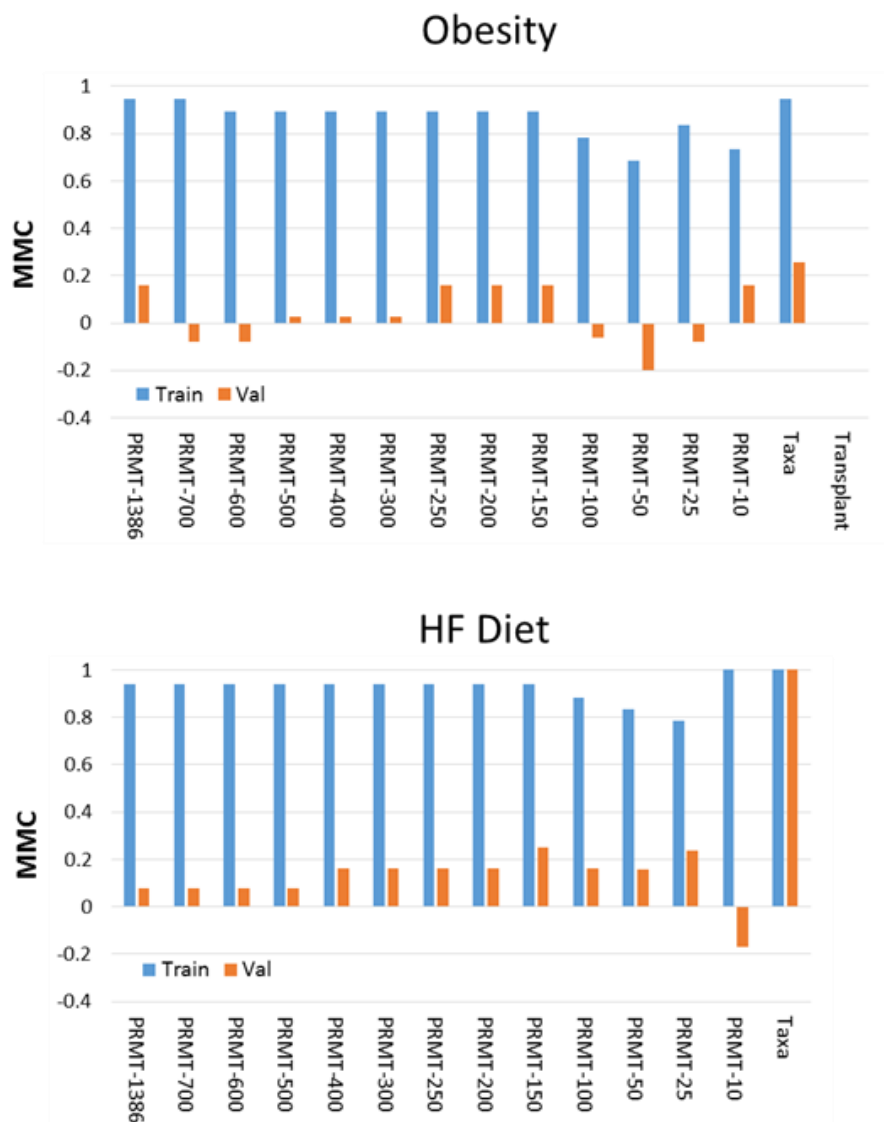 Obesity
1
0.8
0.6
0.4
0.2
0
-0.2
-0.4
MMC
Train Val
PRMT-1386
PRMT-700
PRMT-600
PRMT-500
PRMT-400
PRMT-300
PRMT-250
PRMT-200
PRMT-150
PRMT-100
PRMT-50
PRMT-25
PRMT-10
Taxa
Transplant
HF Diet
1
0.8
0.6
0.4
0.2
0
-0.2
-0.4
MMC
Train Val
PRMT-1386
PRMT-700
PRMT-600
PRMT-500
PRMT-400
PRMT-300
PRMT-250
PRMT-200
PRMT-150
PRMT-100
PRMT-50
PRMT-25
PRMT-10
Taxa